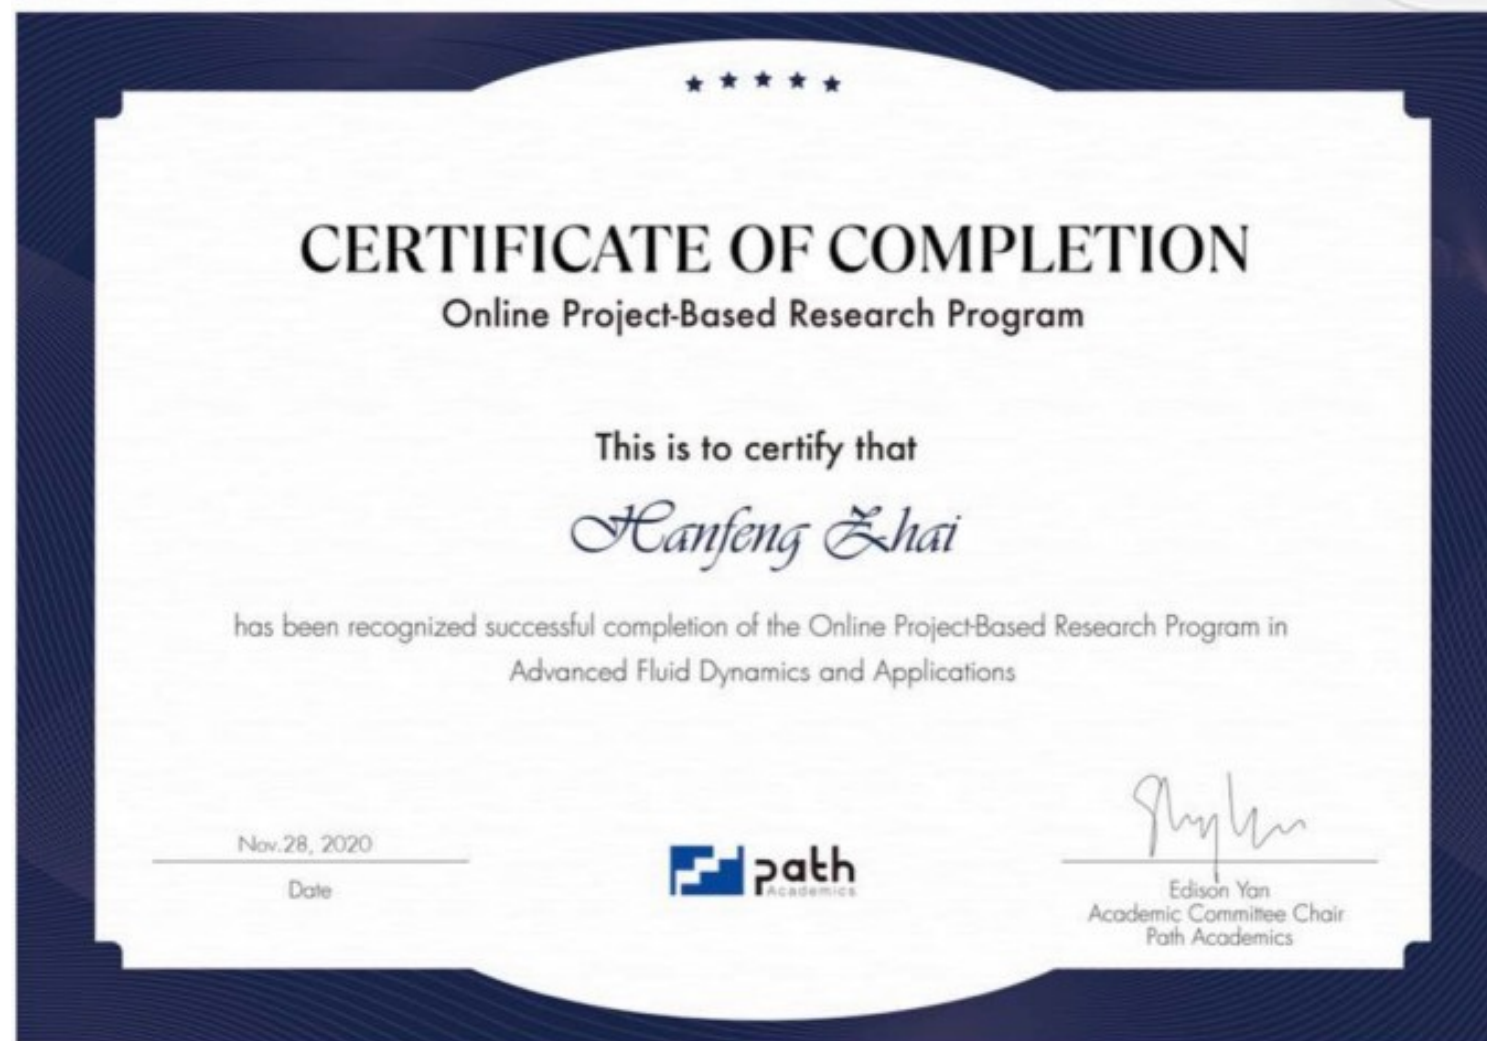 CERTIFICATE OF COMPLETION
Online Project-Based Research Program
This is to certify that
Hanfeng Zhai
has been recognized successful completion of the Online Project-Based Research Program in
Advanced Fluid Dynamics and Applications
Nov.28, 2020
Date
path
Academics
Edison Yan
Academic Committee Chair
Path Academics